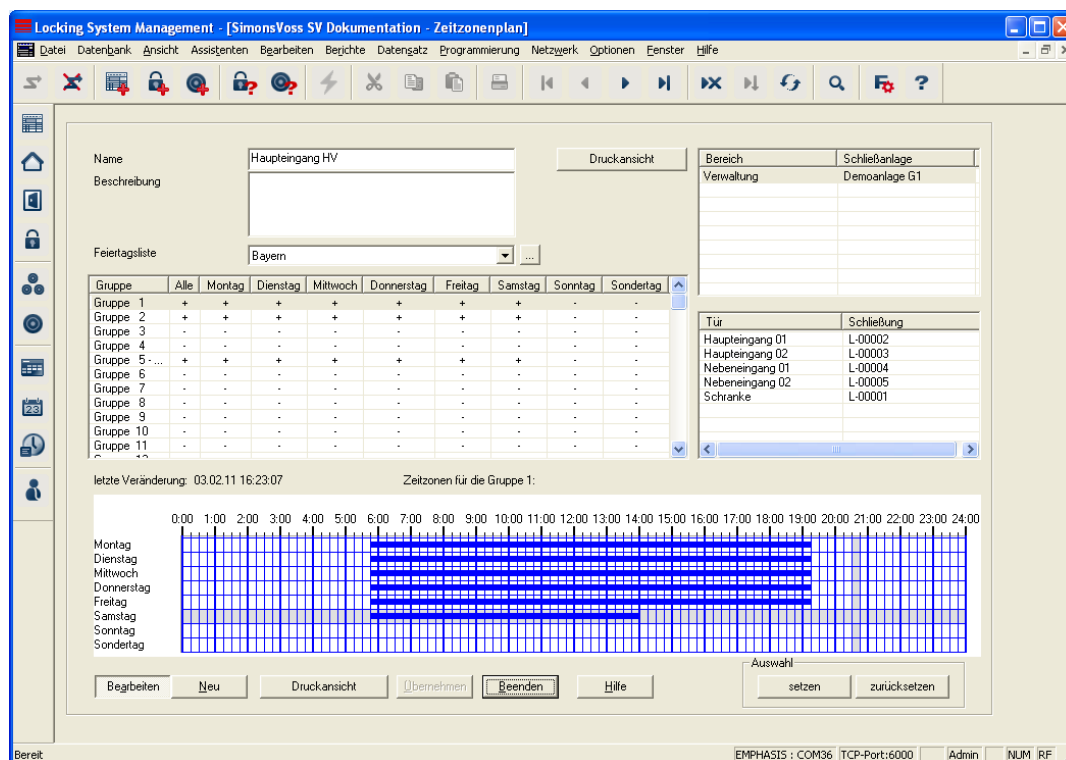 Locking System Management - [SimonsVoss SV Dokumentation - Zeitzonenplan]
Datei Datenbank Ansicht Assistenten Bearbeiten Berichte Datensatz Programmierung Netzwerk Optionen Fenster Hilfe
Name Haupteingang HV Druckansicht
Beschreibung
Feiertagsliste Bayern ...
Bereich Schließanlage
Verwaltung Demoanlage G1
Gruppe Alle Montag Dienstag Mittwoch Donnerstag Freitag Samstag Sonntag Sondertag
Gruppe 1 + + + + + + + - -
Gruppe 2 + + + + + + + - -
Gruppe 3 - - - - - - - - -
Gruppe 4 - - - - - - - - -
Gruppe 5 - ... + + + + + + + - -
Gruppe 6 - - - - - - - - -
Gruppe 7 - - - - - - - - -
Gruppe 8 - - - - - - - - -
Gruppe 9 - - - - - - - - -
Gruppe 10 - - - - - - - - -
Gruppe 11 - - - - - - - - -
Tür Schließung
Haupteingang 01 L-00002
Haupteingang 02 L-00003
Nebeneingang 01 L-00004
Nebeneingang 02 L-00005
Schranke L-00001
letzte Veränderung: 03.02.11 16:23:07 Zeitzonen für die Gruppe 1:
0:00 1:00 2:00 3:00 4:00 5:00 6:00 7:00 8:00 9:00 10:00 11:00 12:00 13:00 14:00 15:00 16:00 17:00 18:00 19:00 20:00 21:00 22:00 23:00 24:00
Montag
Dienstag
Mittwoch
Donnerstag
Freitag
Samstag
Sonntag
Sondertag
Auswahl
Bearbeiten Neu Druckansicht Übernehmen Beenden Hilfe setzen zurücksetzen
Bereit EMPHASIS : COM36 TCP-Port:6000 Admin NUM RF